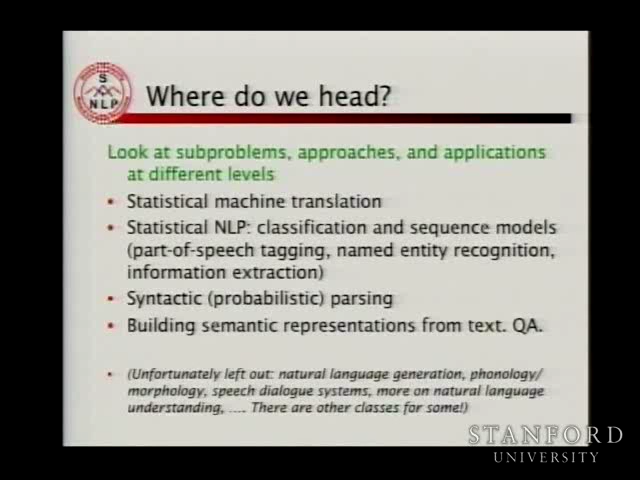 S
NLP
Where do we head?
Look at subproblems, approaches, and applications
at different levels
• Statistical machine translation
• Statistical NLP: classification and sequence models
(part-of-speech tagging, named entity recognition,
information extraction)
• Syntactic (probabilistic) parsing
• Building semantic representations from text. QA.
• (Unfortunately left out: natural language generation, phonology/
morphology, speech dialogue systems, more on natural language
understanding, .... There are other classes for some!)
STANFORD
UNIVERSITY